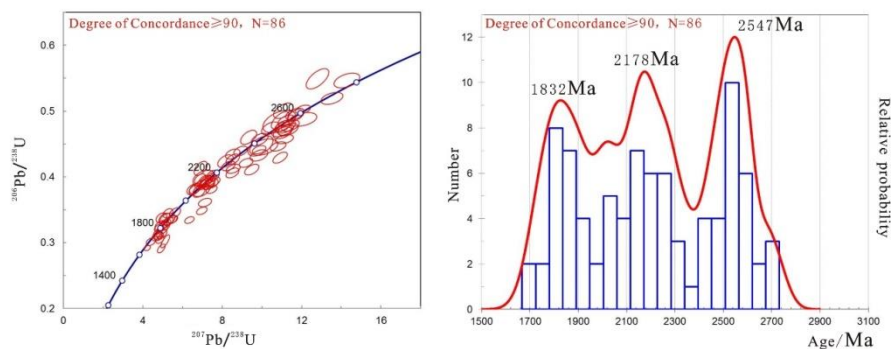 Degree of Concordance≥90, N=86
0.6
0.5
0.4
0.3
0.2
206Pb/238U
2600
2200
1800
1400
0 4 8 12 16
207Pb/238U
Degree of Concordance≥90, N=86
2547Ma
2178Ma
1832Ma
12
10
8
6
4
2
0
Number
Relative probability
1500 1700 1900 2100 2300 2500 2700 2900 3100
Age/Ma